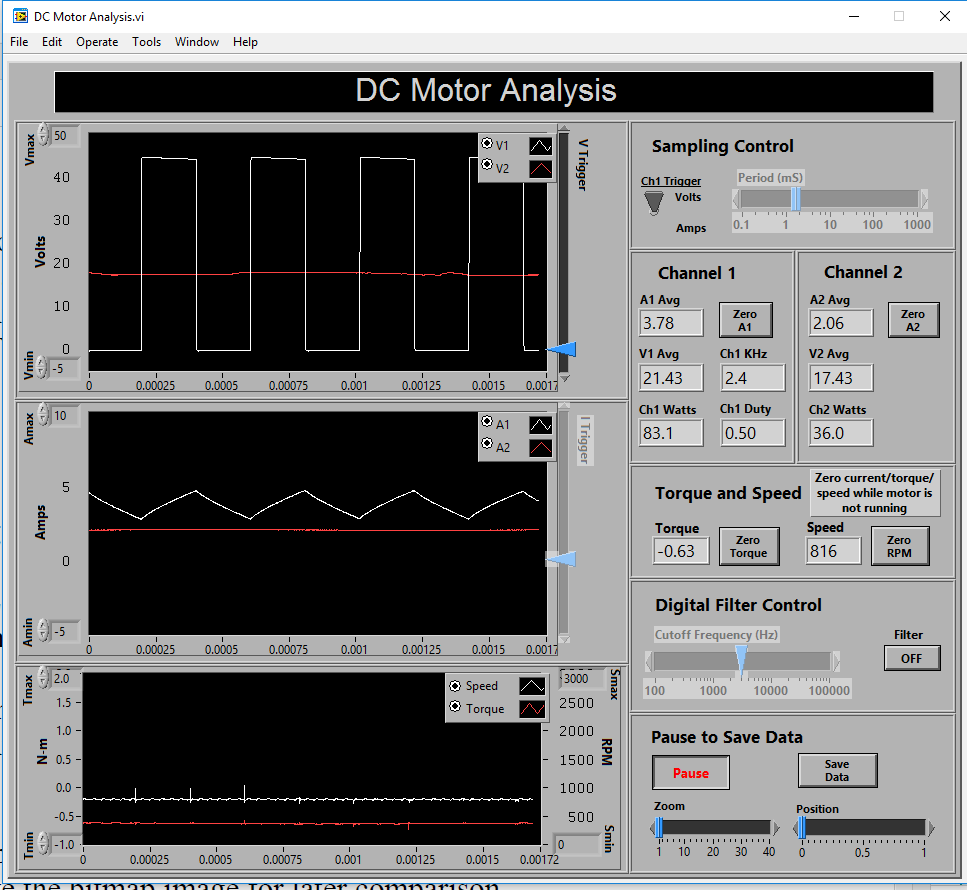 DC Motor Analysis.vi
File Edit Operate Tools Window Help
DC Motor Analysis
Vmax
50
40
30
20
10
0
-5
Vmin
Volts
V1
V2
V Trigger
0 0.00025 0.0005 0.00075 0.001 0.00125 0.0015 0.0017
Amax
10
5
0
-5
Amin
Amps
A1
A2
I Trigger
0 0.00025 0.0005 0.00075 0.001 0.00125 0.0015 0.0017
Tmax
2.0
1.5
1.0
0.5
0.0
-0.5
-1.0
Tmin
N-m
Speed
Torque
3000
2500
2000
1500
1000
500
0
Smax
RPM
Smin
0 0.00025 0.0005 0.00075 0.001 0.00125 0.0015 0.00172
Sampling Control
Ch1 Trigger
Volts
Amps
Period (mS)
0.1 1 10 100 1000
Channel 1
A1 Avg
3.78
Zero
A1
V1 Avg Ch1 KHz
21.43 2.4
Ch1 Watts Ch1 Duty
83.1 0.50
Channel 2
A2 Avg
2.06
Zero
A2
V2 Avg
17.43
Ch2 Watts
36.0
Torque and Speed
Zero current/torque/
speed while motor is
not running
Torque
-0.63
Zero
Torque
Speed
816
Zero
RPM
Digital Filter Control
Cutoff Frequency (Hz)
100 1000 10000 100000
Filter
OFF
Pause to Save Data
Pause
Save
Data
Zoom
1 10 20 30 40
Position
0 0.5 1
the bitmap image for later comparison